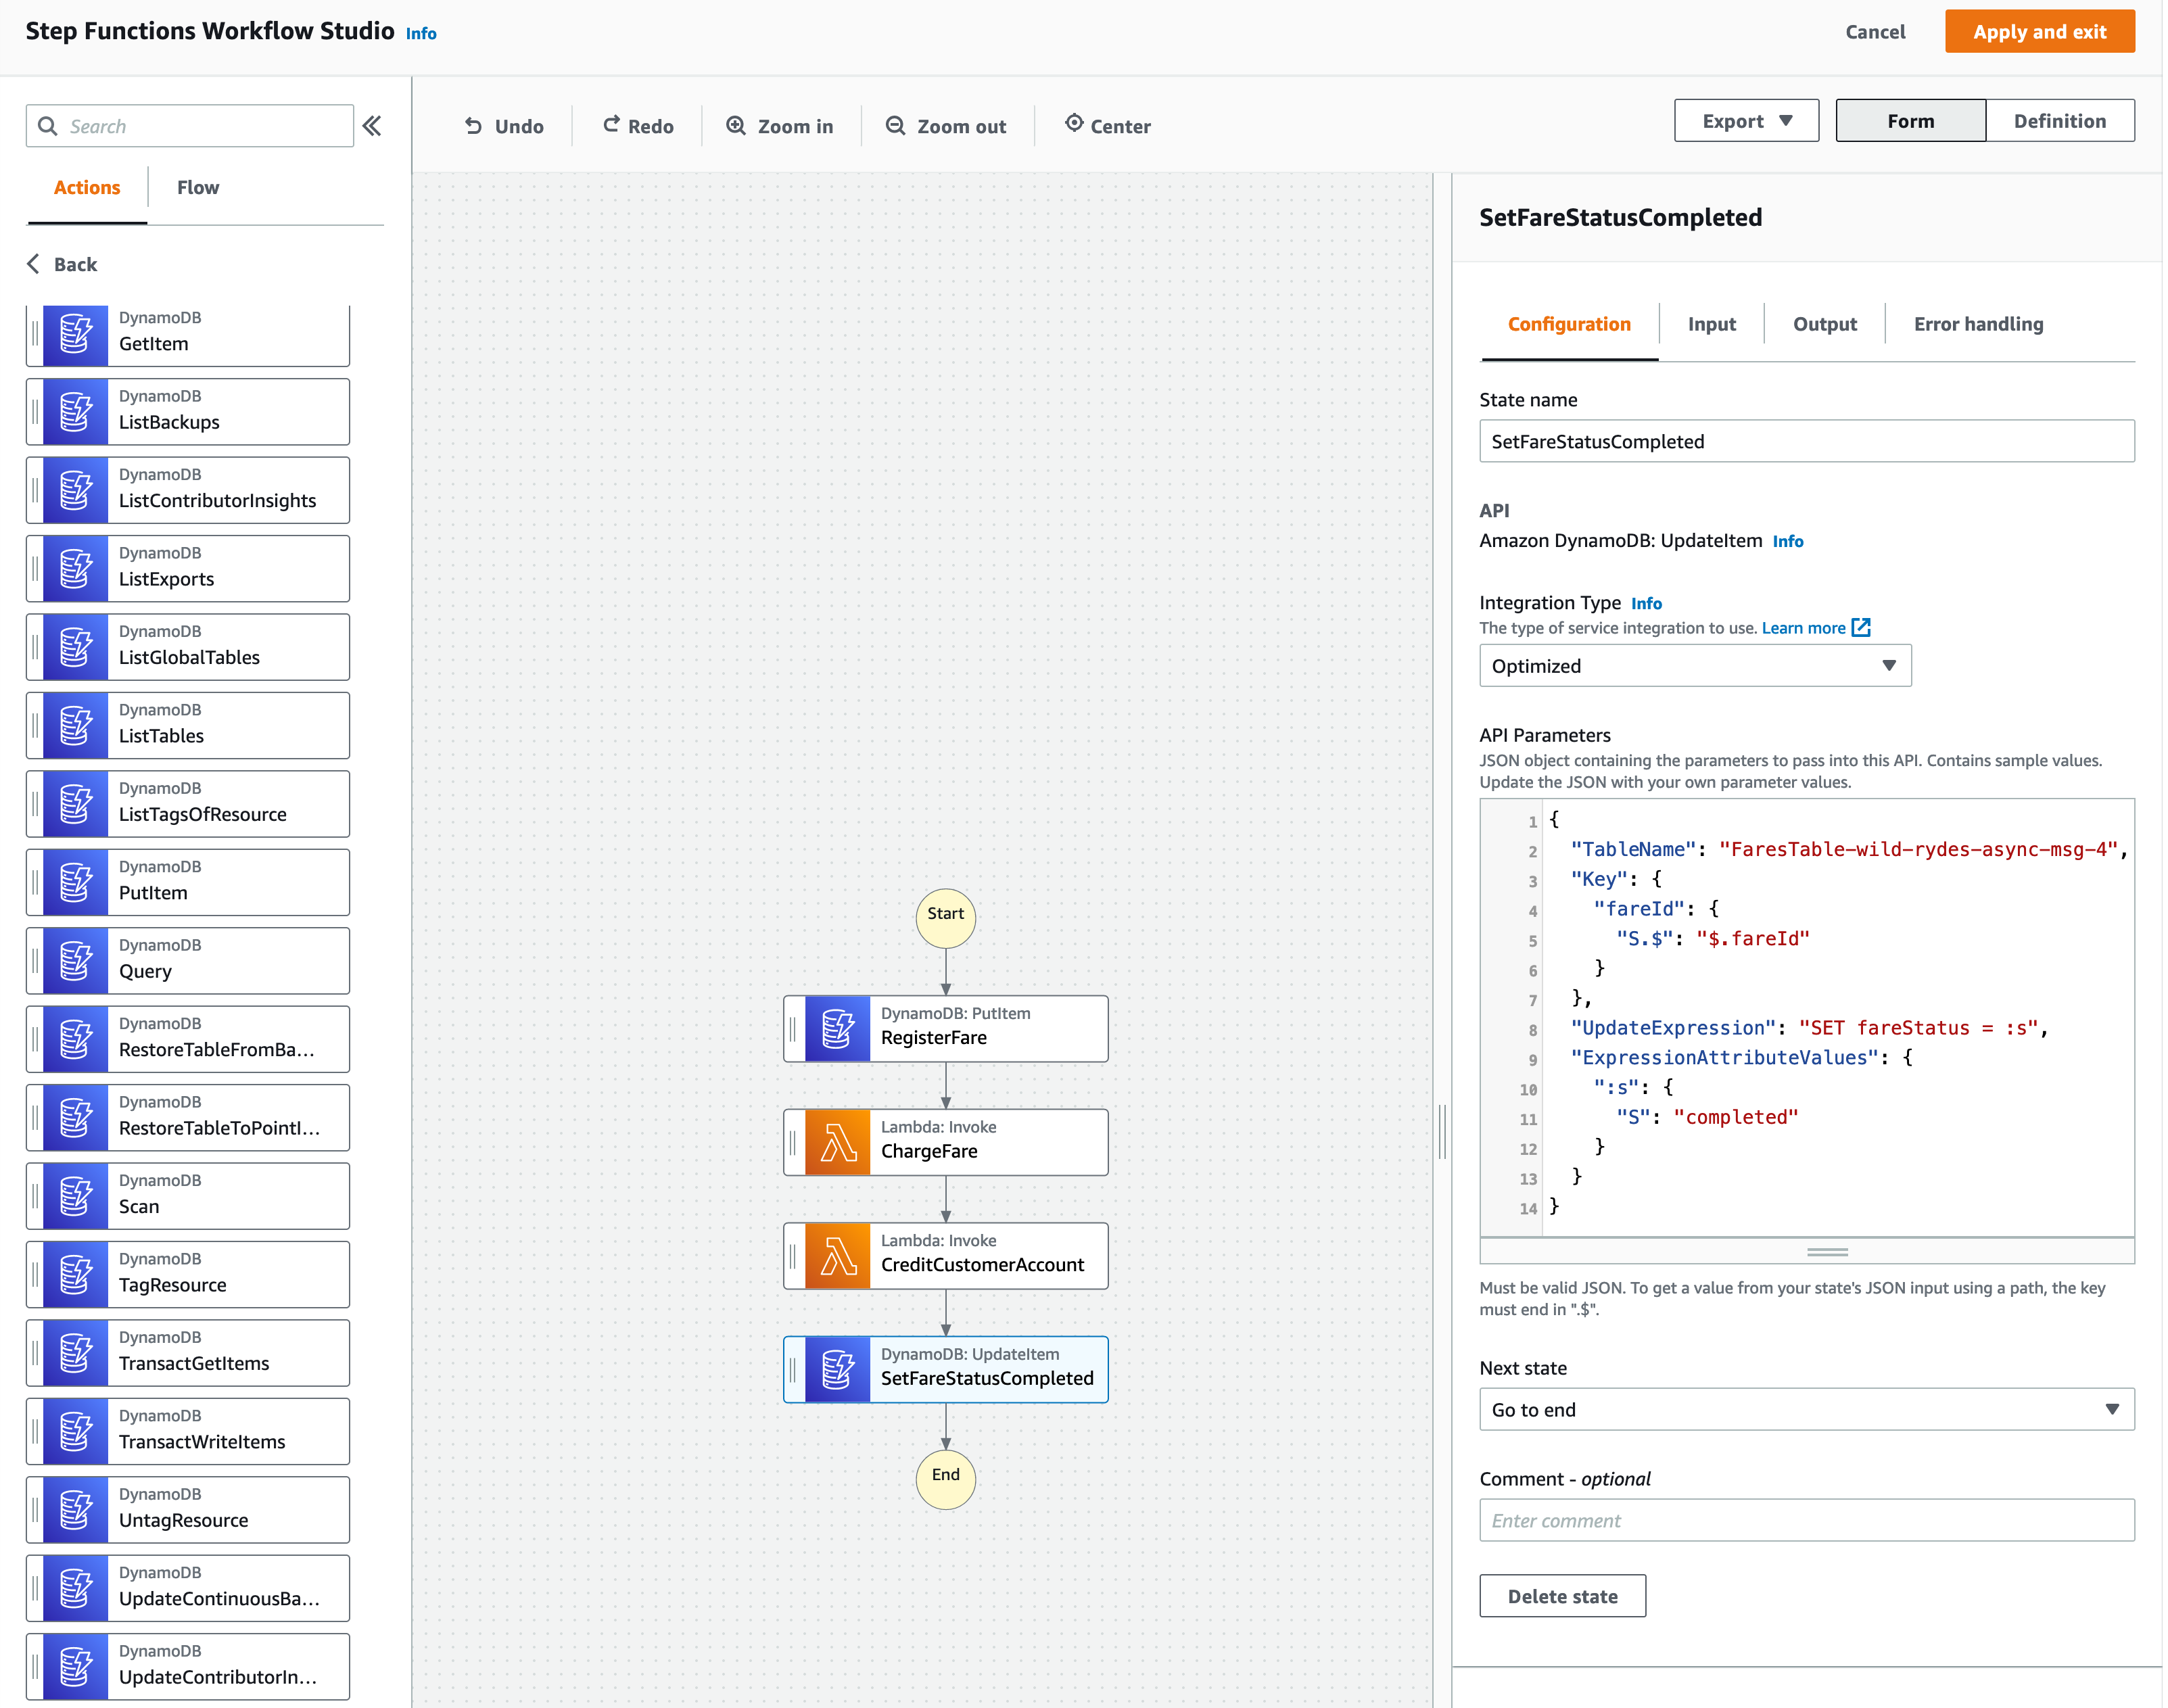 Step Functions Workflow Studio Info
Cancel
Apply and exit
Search
Undo
Redo
Zoom in
Zoom out
Center
Export
Form
Definition
Actions
Flow
Back
DynamoDB
GetItem
DynamoDB
ListBackups
DynamoDB
ListContributorInsights
DynamoDB
ListExports
DynamoDB
ListGlobalTables
DynamoDB
ListTables
DynamoDB
ListTagsOfResource
DynamoDB
PutItem
DynamoDB
Query
DynamoDB
RestoreTableFromBa...
DynamoDB
RestoreTableToPointI...
DynamoDB
Scan
DynamoDB
TagResource
DynamoDB
TransactGetItems
DynamoDB
TransactWriteItems
DynamoDB
UntagResource
DynamoDB
UpdateContinuousBa...
DynamoDB
UpdateContributorIn...
Start
DynamoDB: PutItem
RegisterFare
Lambda: Invoke
ChargeFare
Lambda: Invoke
CreditCustomerAccount
DynamoDB: UpdateItem
SetFareStatusCompleted
End
SetFareStatusCompleted
Configuration
Input
Output
Error handling
State name
SetFareStatusCompleted
API
Amazon DynamoDB: UpdateItem Info
Integration Type Info
The type of service integration to use. Learn more
Optimized
API Parameters
JSON object containing the parameters to pass into this API. Contains sample values.
Update the JSON with your own parameter values.
1 {
2 "TableName": "FaresTable-wild-rydes-async-msg-4",
3 "Key": {
4 "fareId": {
5 "S.$": "$.fareId"
6 }
7 },
8 "UpdateExpression": "SET fareStatus = :s",
9 "ExpressionAttributeValues": {
10 ":s": {
11 "S": "completed"
12 }
13 }
14 }
Must be valid JSON. To get a value from your state's JSON input using a path, the key
must end in ".$".
Next state
Go to end
Comment - optional
Enter comment
Delete state